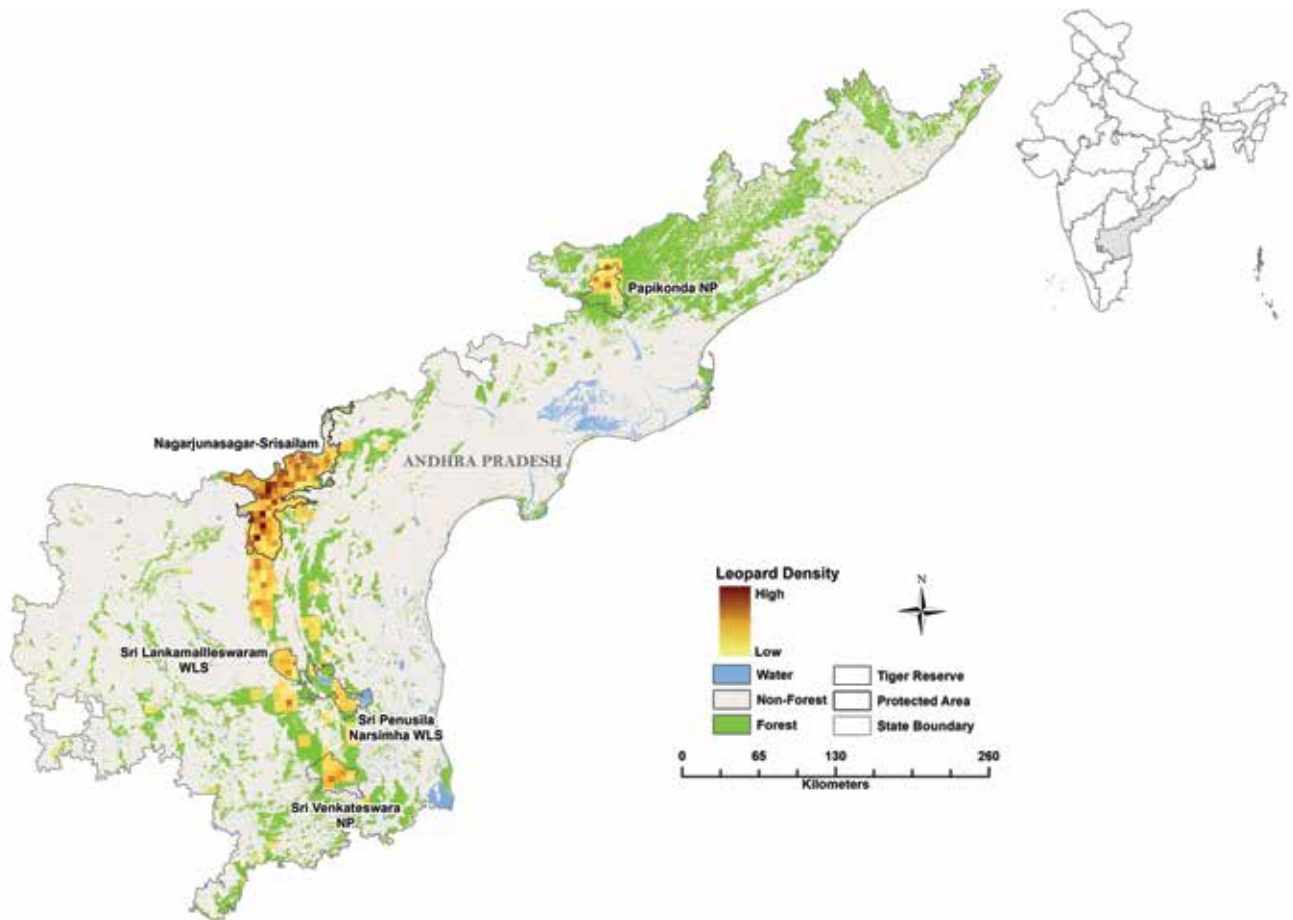 Papikonda NP
Nagarjunasagar-Srisailam
ANDHRA PRADESH
Sri Lankamallleswaram
WLS
Sri Penusila
Narsimha WLS
Sri Venkateswara
NP
Leopard Density
High
Low
Water
Non-Forest
Forest
Tiger Reserve
Protected Area
State Boundary
N
0 65 130 260
Kilometers